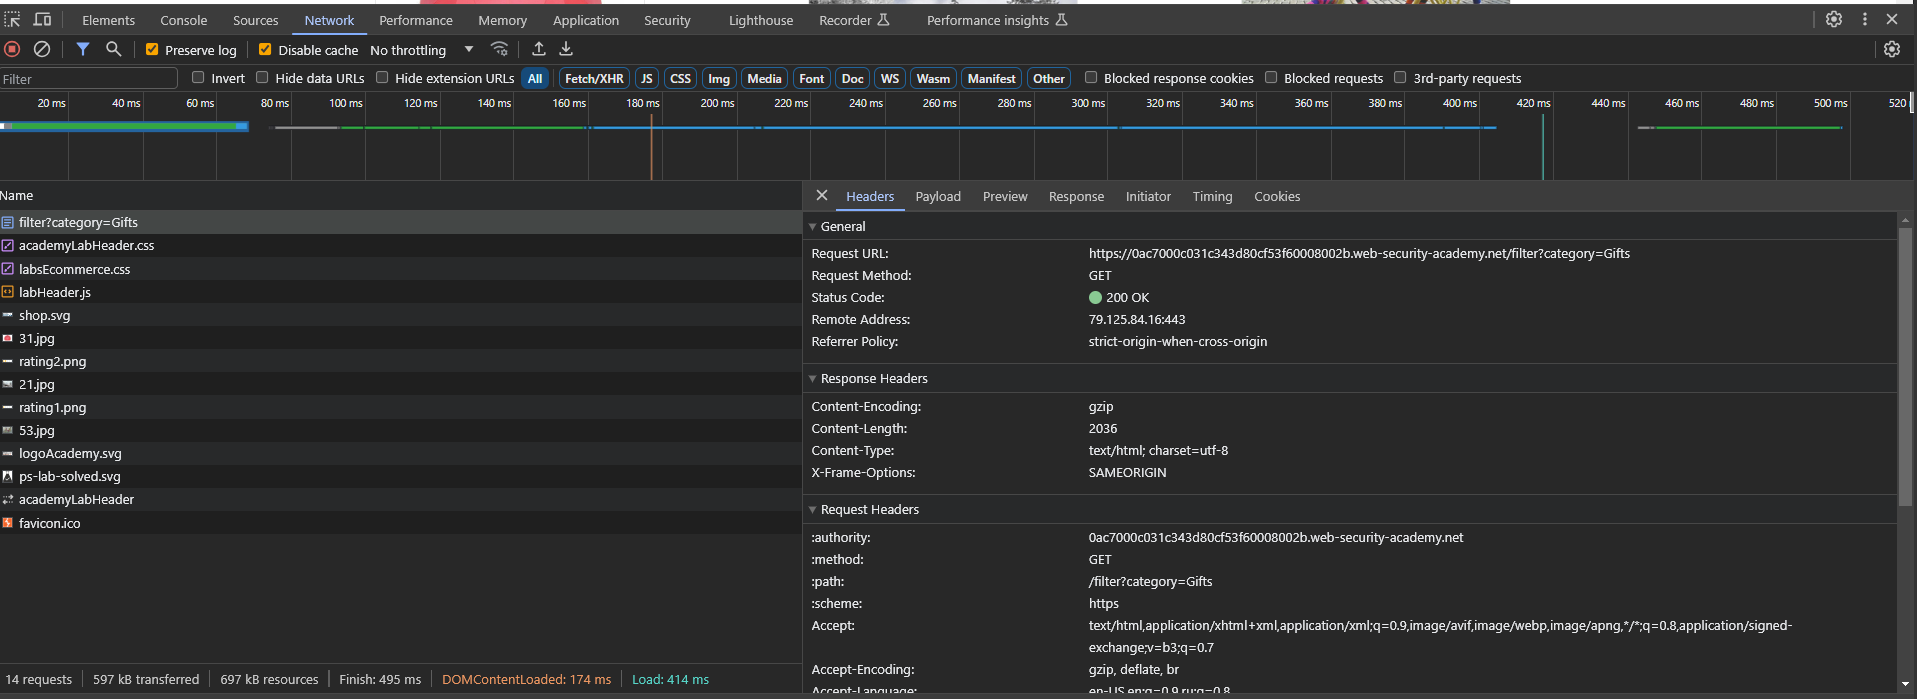 Elements Console Sources Network Performance Memory Application Security Lighthouse Recorder Performance insights
Preserve log Disable cache No throttling
Filter Invert Hide data URLs Hide extension URLs All Fetch/XHR JS CSS Img Media Font Doc WS Wasm Manifest Other Blocked response cookies Blocked requests 3rd-party requests
20 ms 40 ms 60 ms 80 ms 100 ms 120 ms 140 ms 160 ms 180 ms 200 ms 220 ms 240 ms 260 ms 280 ms 300 ms 320 ms 340 ms 360 ms 380 ms 400 ms 420 ms 440 ms 460 ms 480 ms 500 ms 520
Name
filter?category=Gifts
academyLabHeader.css
labsEcommerce.css
labHeader.js
shop.svg
31.jpg
rating2.png
21.jpg
rating1.png
53.jpg
logoAcademy.svg
ps-lab-solved.svg
academyLabHeader
favicon.ico
14 requests 597 kB transferred 697 kB resources Finish: 495 ms DOMContentLoaded: 174 ms Load: 414 ms
Headers Payload Preview Response Initiator Timing Cookies
General
Request URL: https://0ac7000c031c343d80cf53f60008002b.web-security-academy.net/filter?category=Gifts
Request Method: GET
Status Code: 200 OK
Remote Address: 79.125.84.16:443
Referrer Policy: strict-origin-when-cross-origin
Response Headers
Content-Encoding: gzip
Content-Length: 2036
Content-Type: text/html; charset=utf-8
X-Frame-Options: SAMEORIGIN
Request Headers
:authority: 0ac7000c031c343d80cf53f60008002b.web-security-academy.net
:method: GET
:path: /filter?category=Gifts
:scheme: https
Accept: text/html,application/xhtml+xml,application/xml;q=0.9,image/avif,image/webp,image/apng,*/*;q=0.8,application/signed-
exchange;v=b3;q=0.7
Accept-Encoding: gzip, deflate, br
Accept-Language: en-US,en;q=0.9,ru;q=0.8